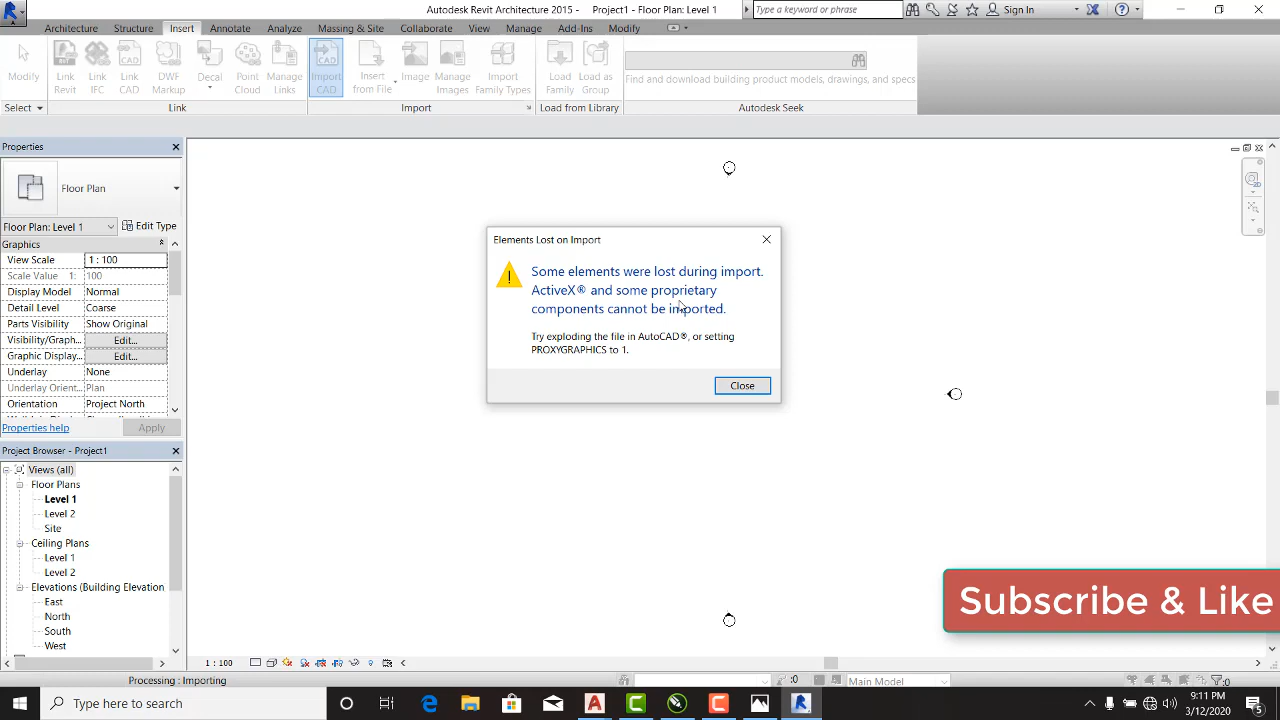 Autodesk Revit Architecture 2015 - Project1 - Floor Plan: Level 1
Type a keyword or phrase
Sign In
Architecture Structure Insert Annotate Analyze Massing & Site Collaborate View Manage Add-Ins Modify
Modify
Link Revit
Link IFC
Link CAD
DWF Markup
Decal
Point Cloud
Manage Links
Import CAD
Insert from File
Image
Manage Images
Import Family Types
Load Family
Load as Group
Find and download building product models, drawings, and specs
Select
Link
Import
Load from Library
Autodesk Seek
Properties
Floor Plan
Floor Plan: Level 1
Edit Type
Graphics
View Scale 1 : 100
Scale Value 1: 100
Display Model Normal
Detail Level Coarse
Parts Visibility Show Original
Visibility/Graph... Edit...
Graphic Display... Edit...
Underlay None
Underlay Orient... Plan
Orientation Project North
Properties help
Apply
Project Browser - Project1
Views (all)
Floor Plans
Level 1
Level 2
Site
Ceiling Plans
Level 1
Level 2
Elevations (Building Elevation
East
North
South
West
Elements Lost on Import
Some elements were lost during import.
ActiveX® and some proprietary
components cannot be imported.
Try exploding the file in AutoCAD®, or setting
PROXYGRAPHICS to 1.
Close
Subscribe & Like
2D
1 : 100
Processing : Importing
:0
Main Model
:0
Type here to search
9:11 PM
3/12/2020